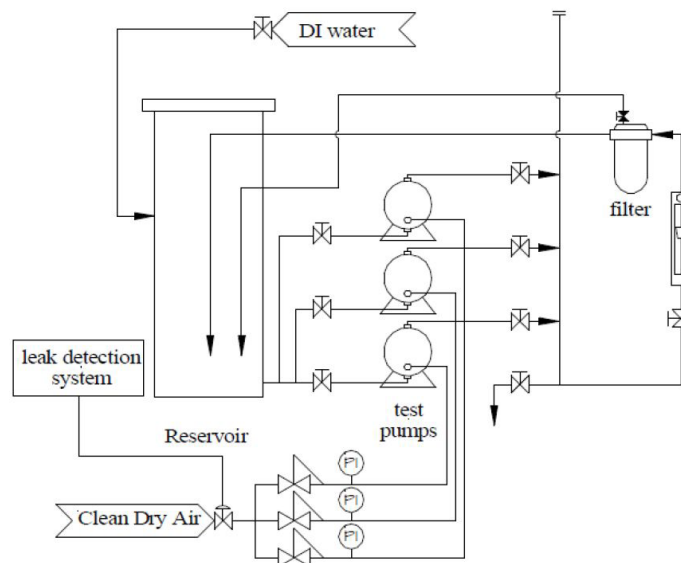 DI water
filter
leak detection
system
Reservoir
test
pumps
PI
PI
PI
Clean Dry Air